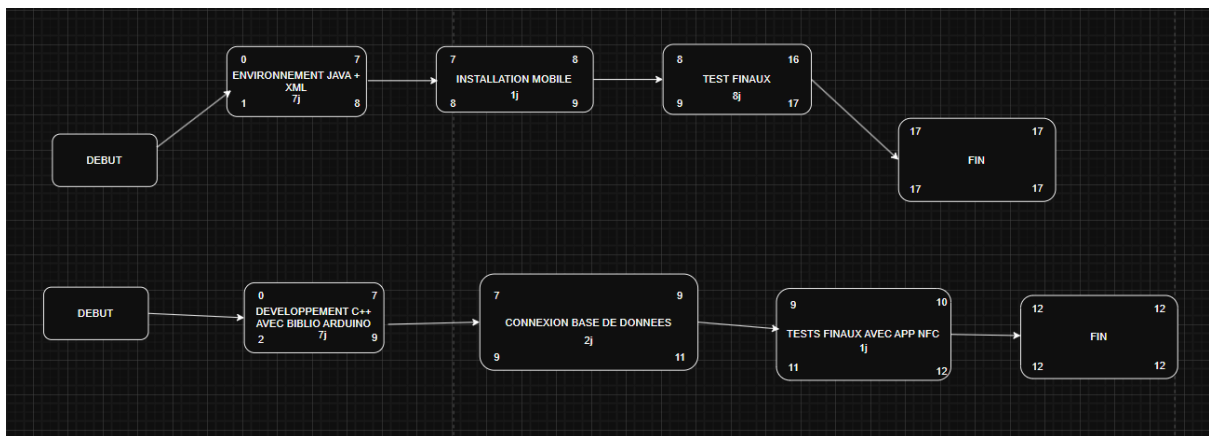 0 7
ENVIRONNEMENT JAVA +
XML
7j
1 8
7 8
INSTALLATION MOBILE
1j
8 9
8 16
TEST FINAUX
8j
9 17
DEBUT
17 17
FIN
17 17
DEBUT
0 7
DEVELOPPEMENT C++
AVEC BIBLIO ARDUINO
7j
2 9
7 9
CONNEXION BASE DE DONNEES
2j
9 11
9 10
TESTS FINAUX AVEC APP NFC
1j
11 12
12 12
FIN
12 12